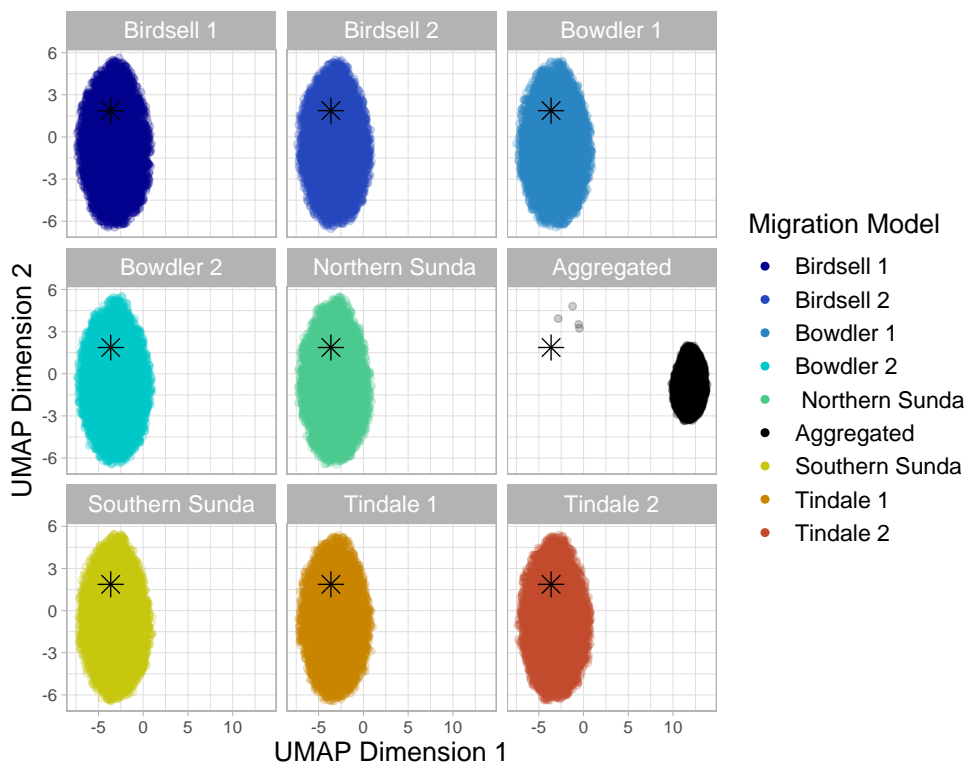 Birdsell 1 Birdsell 2 Bowdler 1
6
3
0
-3
-6
Bowdler 2 Northern Sunda Aggregated
6
3
0
-3
-6
Southern Sunda Tindale 1 Tindale 2
6
3
0
-3
-6
-5 0 5 10 -5 0 5 10 -5 0 5 10
UMAP Dimension 1
UMAP Dimension 2
Migration Model
Birdsell 1
Birdsell 2
Bowdler 1
Bowdler 2
Northern Sunda
Aggregated
Southern Sunda
Tindale 1
Tindale 2